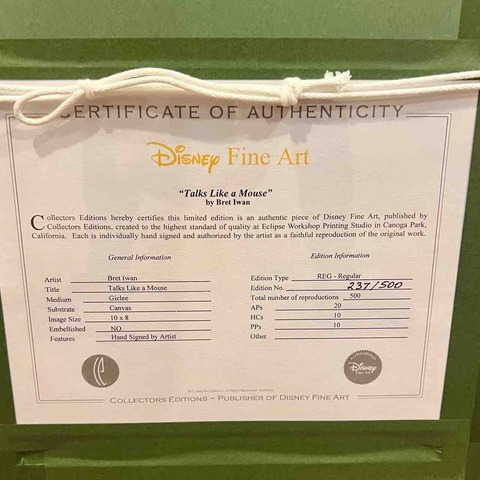 CERTIFICATE OF AUTHENTICITY
Disney Fine Art
“Talks Like a Mouse”
by Bret Iwan
Collectors Editions hereby certifies this limited edition is an authentic piece of Disney Fine Art, published by
Collectors Editions, created to the highest standard of quality at Eclipse Workshop Printing Studio in Canoga Park,
California. Each is individually hand signed and authorized by the artist as a faithful reproduction of the original work.
General Information
Artist Bret Iwan
Title Talks Like a Mouse
Medium Giclee
Substrate Canvas
Image Size 10 x 8
Embellished NO
Features Hand Signed by Artist
Edition Information
Edition Type REG - Regular
Edition No. 237/500
Total number of reproductions 500
APs 20
HCs 10
PPs 10
Other
Disney
COLLECTORS EDITIONS ~ PUBLISHER OF DISNEY FINE ART